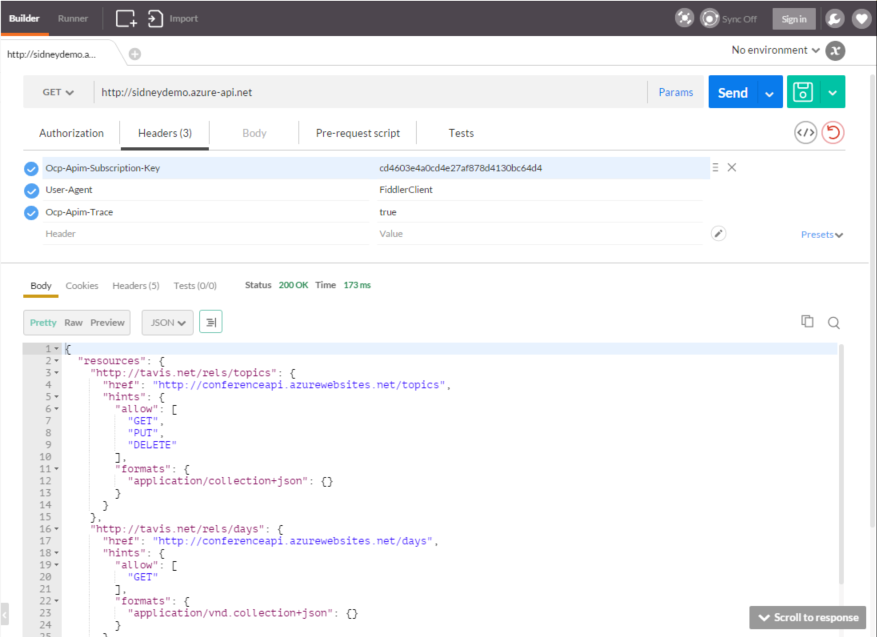 Builder Runner Import Sync Off Sign in
http://sidneydemo.a... No environment
GET http://sidneydemo.azure-api.net Params Send
Authorization Headers (3) Body Pre-request script Tests </>
Ocp-Apim-Subscription-Key cd4603e4a0cd4e27af878d4130bc64d4
User-Agent FiddlerClient
Ocp-Apim-Trace true
Header Value Presets
Body Cookies Headers (5) Tests (0/0) Status 200 OK Time 173 ms
Pretty Raw Preview JSON
1 {
2 "resources": {
3 "http://tavis.net/rels/topics": {
4 "href": "http://conferenceapi.azurewebsites.net/topics",
5 "hints": {
6 "allow": [
7 "GET",
8 "PUT",
9 "DELETE"
10 ],
11 "formats": {
12 "application/collection+json": {}
13 }
14 }
15 },
16 "http://tavis.net/rels/days": {
17 "href": "http://conferenceapi.azurewebsites.net/days",
18 "hints": {
19 "allow": [
20 "GET"
21 ],
22 "formats": {
23 "application/vnd.collection+json": {}
24 }
25 }
Scroll to response